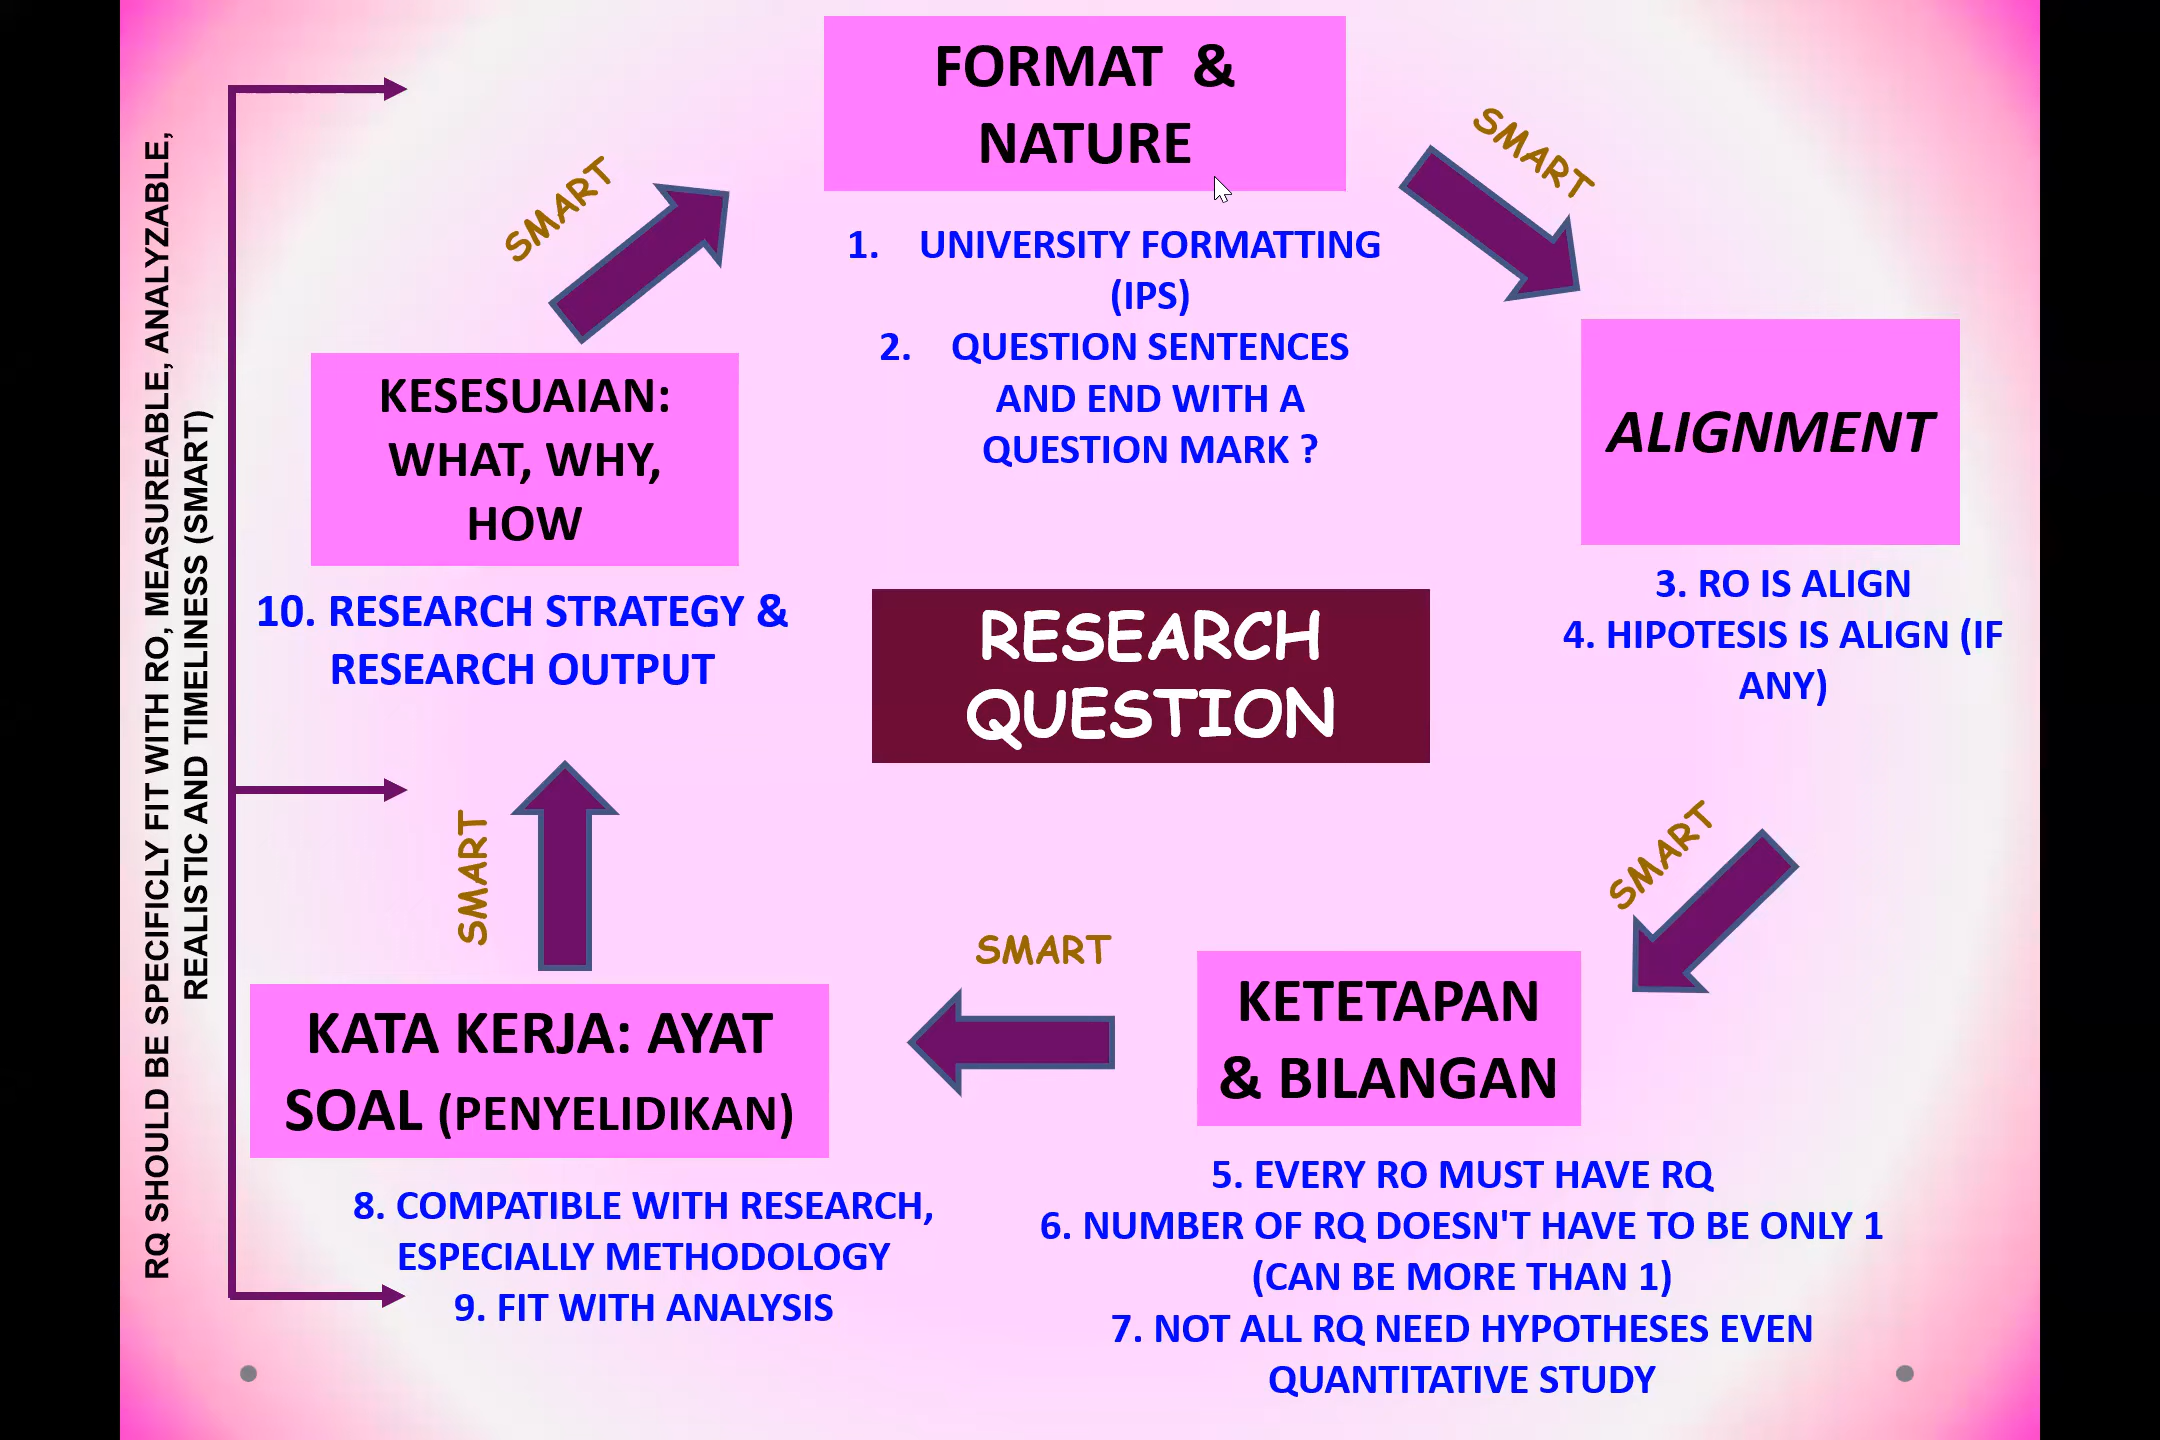 FORMAT & 
NATURE
SMART
1. UNIVERSITY FORMATTING
(IPS)
2. QUESTION SENTENCES
AND END WITH A
QUESTION MARK ?
ALIGNMENT
3. RO IS ALIGN
4. HIPOTESIS IS ALIGN (IF
ANY)
SMART
KETETAPAN
& BILANGAN
5. EVERY RO MUST HAVE RQ
6. NUMBER OF RQ DOESN'T HAVE TO BE ONLY 1
(CAN BE MORE THAN 1)
7. NOT ALL RQ NEED HYPOTHESES EVEN
QUANTITATIVE STUDY
SMART
KATA KERJA: AYAT
SOAL (PENYELIDIKAN)
8. COMPATIBLE WITH RESEARCH,
ESPECIALLY METHODOLOGY
9. FIT WITH ANALYSIS
SMART
KESESUAIAN:
WHAT, WHY,
HOW
10. RESEARCH STRATEGY &
RESEARCH OUTPUT
SMART
RESEARCH
QUESTION
RQ SHOULD BE SPECIFICLY FIT WITH RO, MEASUREABLE, ANALYZABLE,
REALISTIC AND TIMELINESS (SMART)